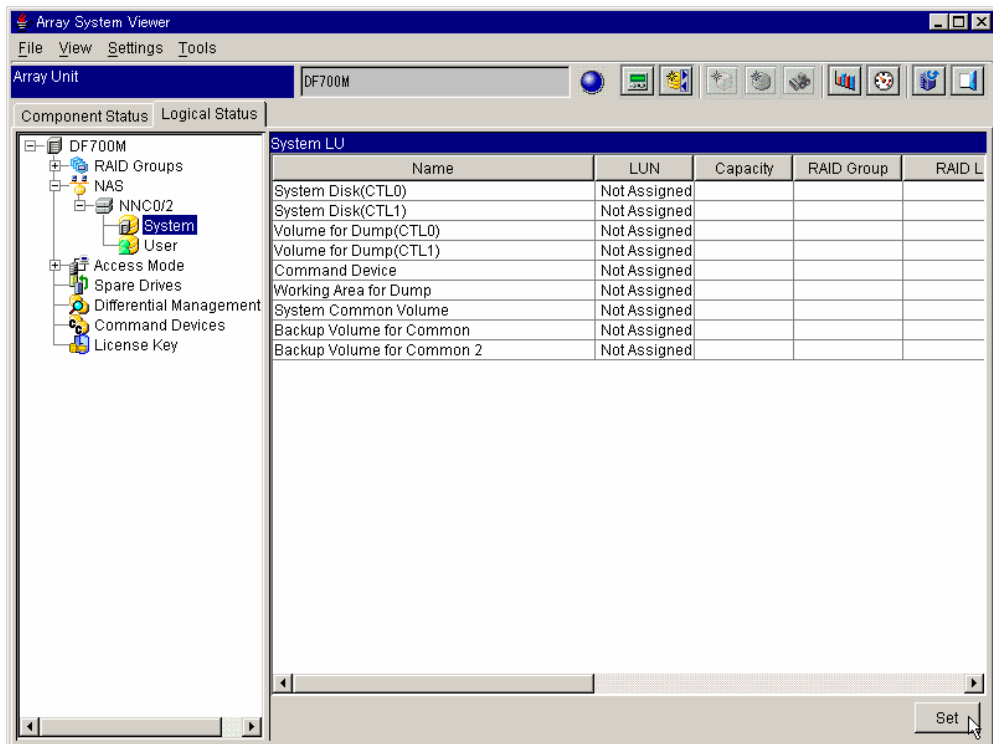 Array System Viewer
File View Settings Tools
Array Unit DF700M
Component Status Logical Status
DF700M
RAID Groups
NAS
NNC0/2
System
User
Access Mode
Spare Drives
Differential Management
Command Devices
License Key
System LU
Name LUN Capacity RAID Group RAID L
System Disk(CTL0) Not Assigned
System Disk(CTL1) Not Assigned
Volume for Dump(CTL0) Not Assigned
Volume for Dump(CTL1) Not Assigned
Command Device Not Assigned
Working Area for Dump Not Assigned
System Common Volume Not Assigned
Backup Volume for Common Not Assigned
Backup Volume for Common 2 Not Assigned
Set